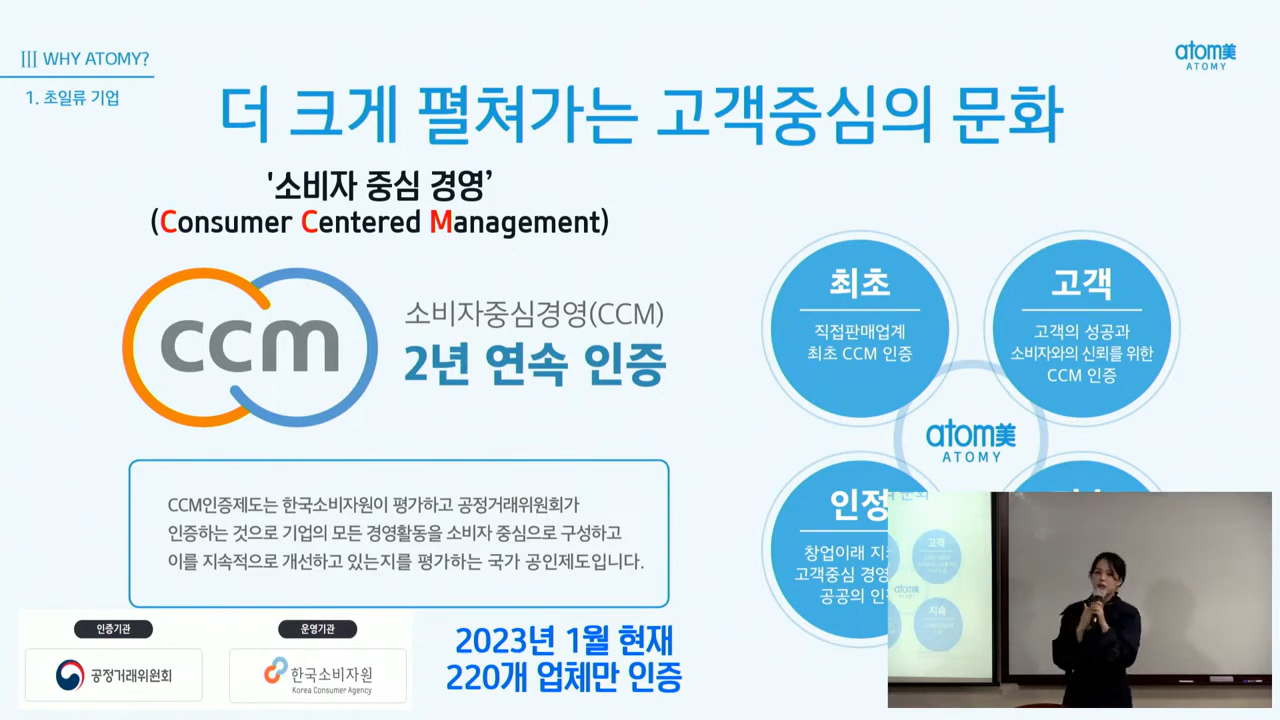 Ⅲ WHY ATOMY?
1. 초일류 기업
atom美
ATOMY
더 크게 펼쳐가는 고객중심의 문화
'소비자 중심 경영’
(Consumer Centered Management)
ccm
소비자중심경영(CCM)
2년 연속 인증
CCM인증제도는 한국소비자원이 평가하고 공정거래위원회가
인증하는 것으로 기업의 모든 경영활동을 소비자 중심으로 구성하고
이를 지속적으로 개선하고 있는지를 평가하는 국가 공인제도입니다.
인증기관
공정거래위원회
운영기관
한국소비자원
Korea Consumer Agency
2023년 1월 현재
220개 업체만 인증
최초
직접판매업계
최초 CCM 인증
고객
고객의 성공과
소비자와의 신뢰를 위한
CCM 인증
atom美
ATOMY
인정
창업이래
고객중심 경영
공공의
고객
atom美
지속